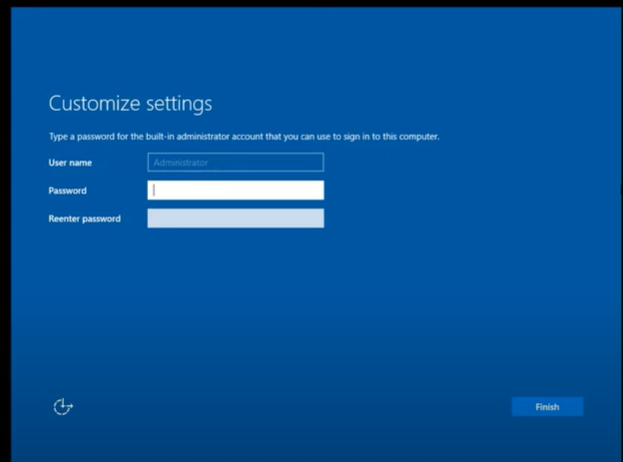 Customize settings
Type a password for the built-in administrator account that you can use to sign in to this computer.
User name
Administrator
Password
Reenter password
Finish